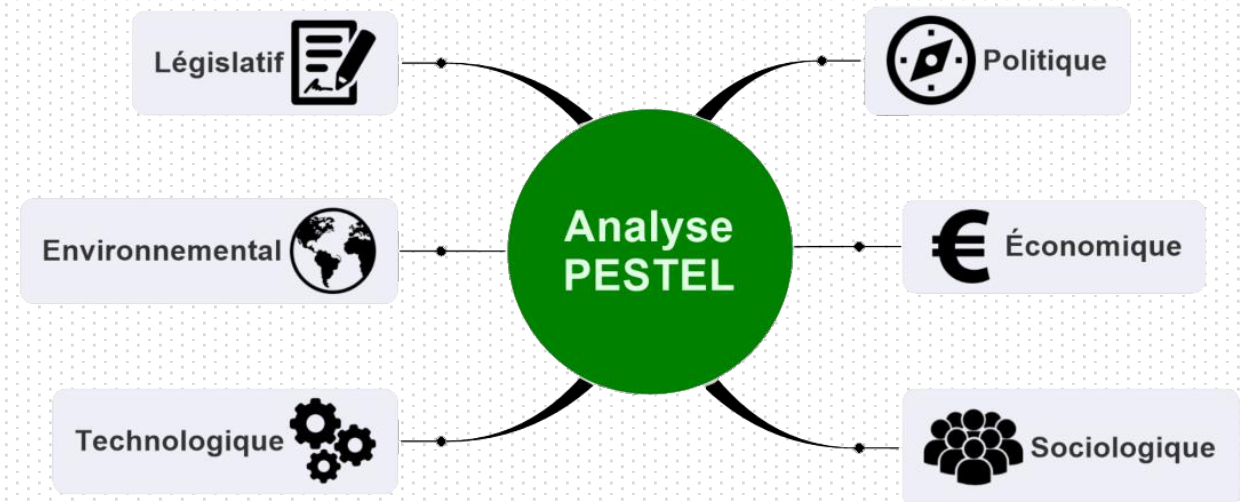 Législatif
Politique
Analyse
PESTEL
Environnemental
Économique
Technologique
Sociologique